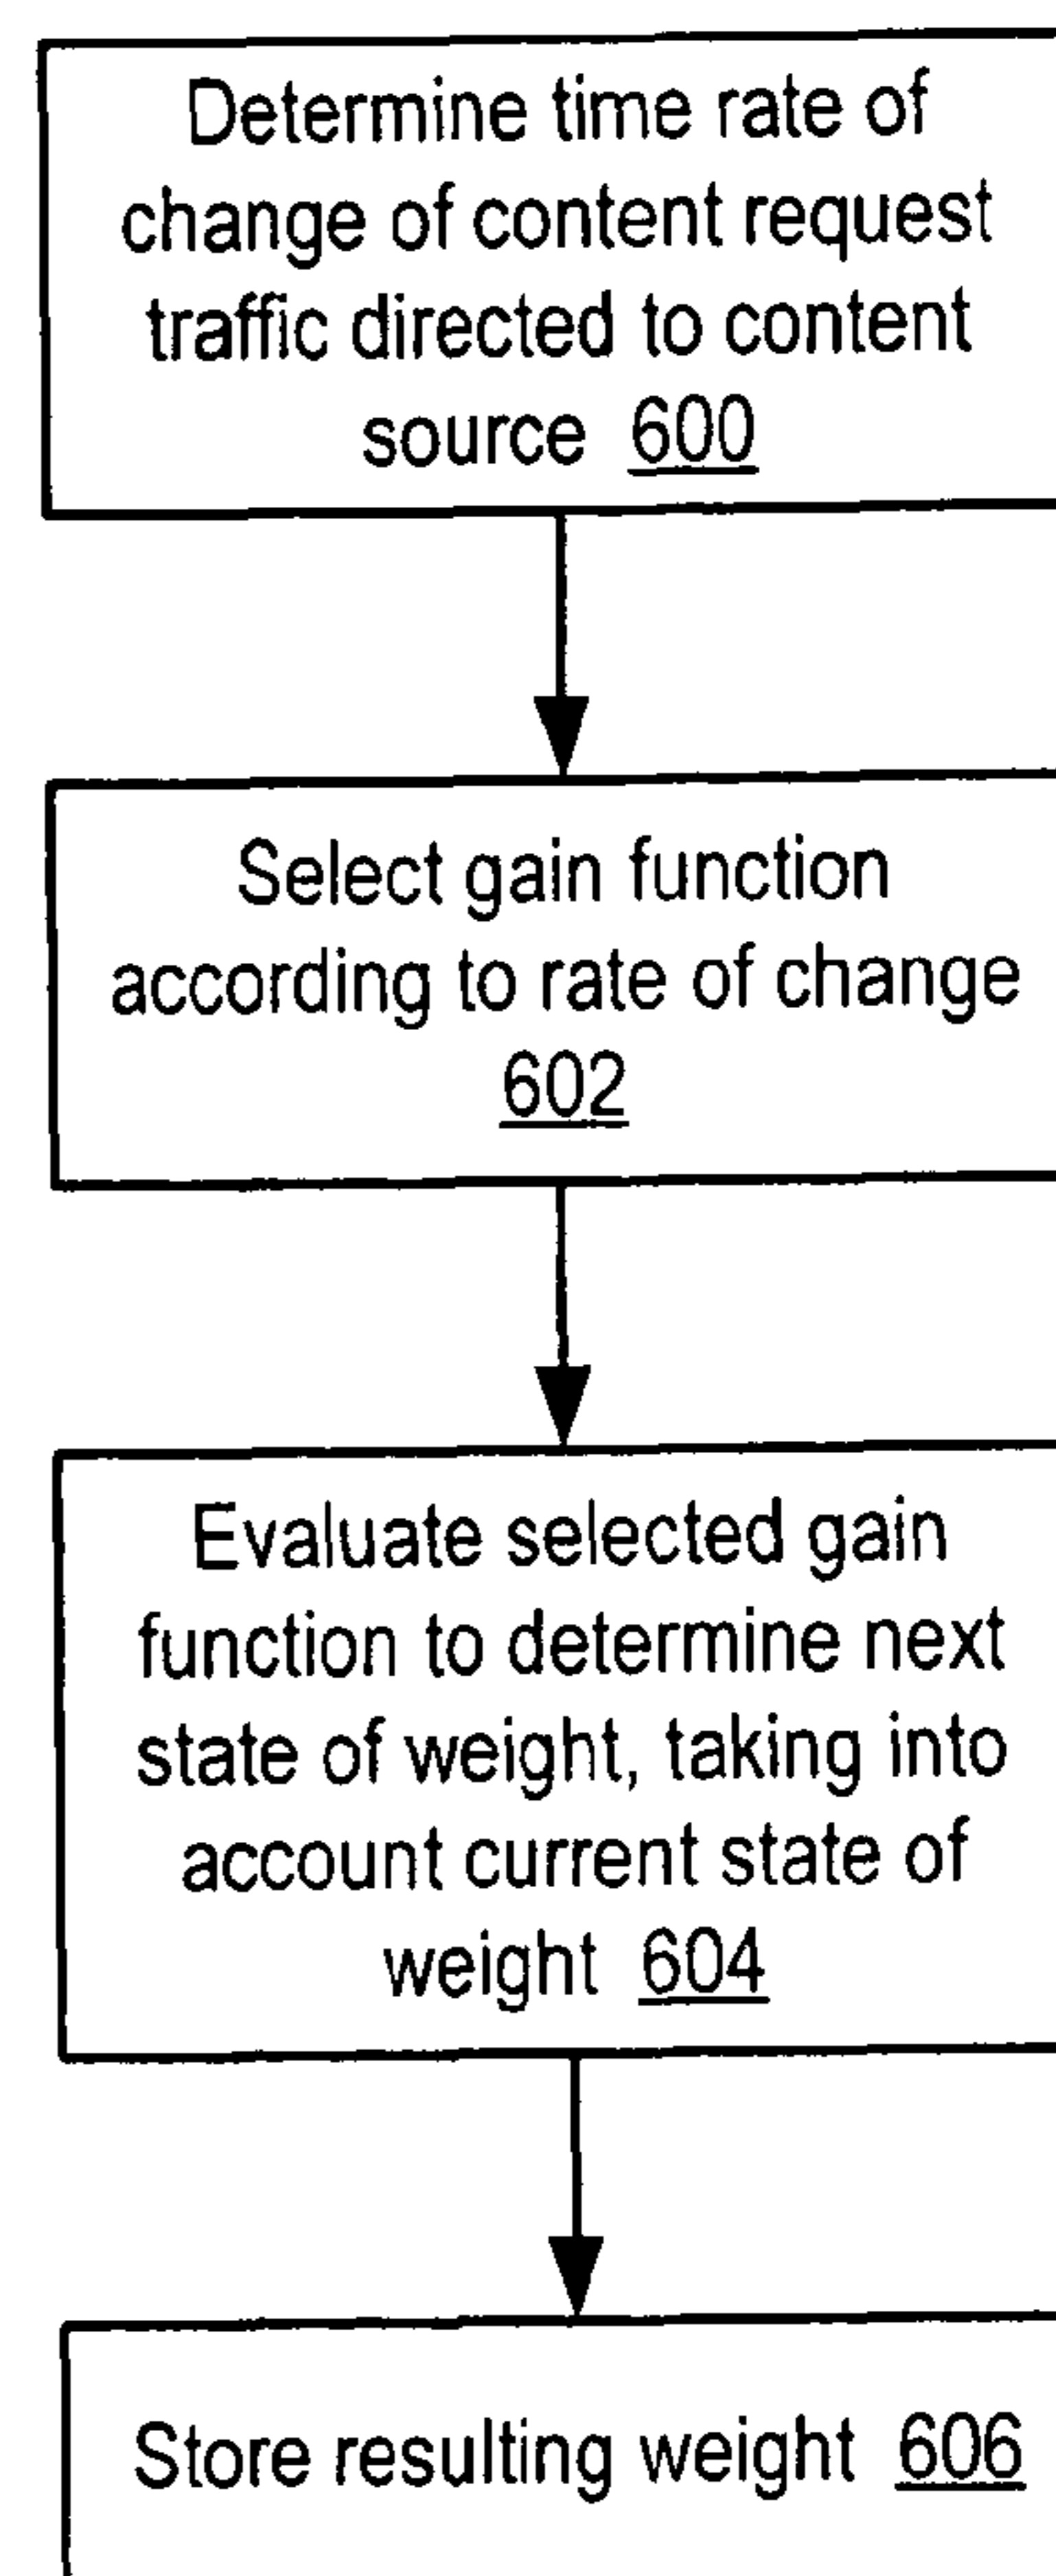 Determine time rate of
change of content request
traffic directed to content
source 600
Select gain function
according to rate of change
602
Evaluate selected gain
function to determine next
state of weight, taking into
account current state of
weight 604
Store resulting weight 606